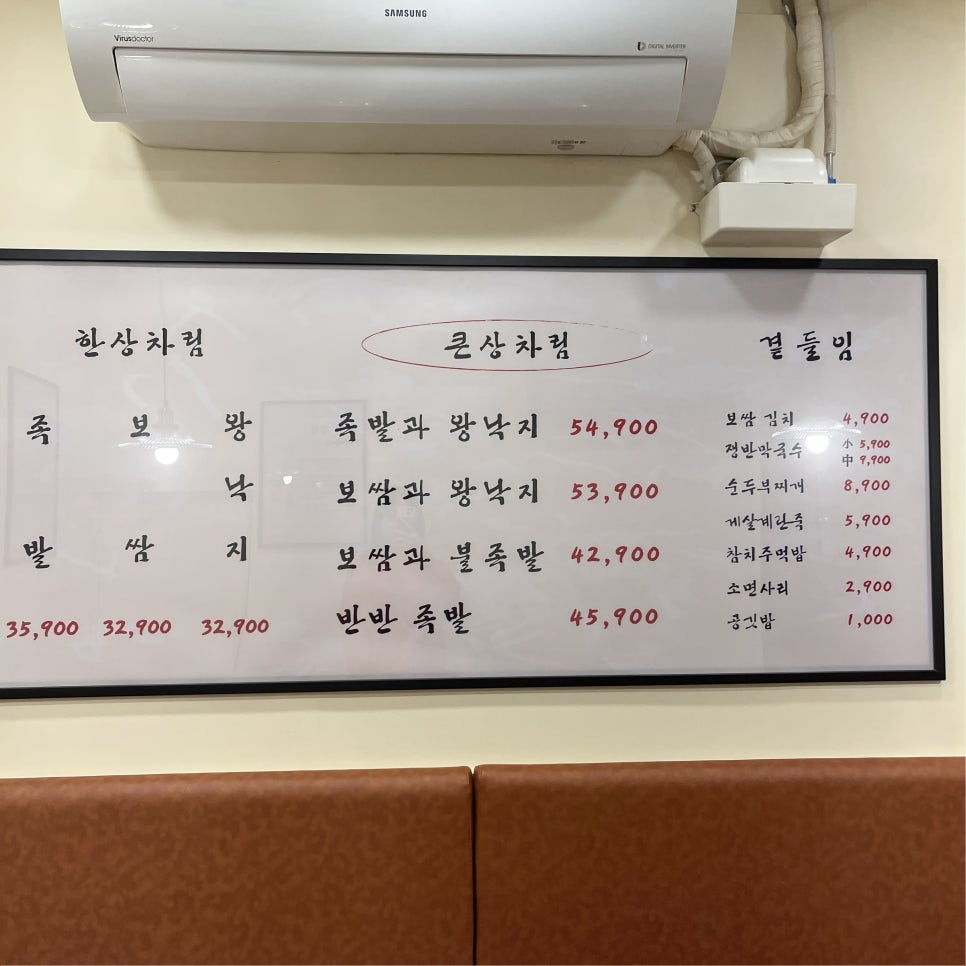 SAMSUNG
Virusdoctor
DIGITAL INVERTER
한상차림
족발
35,900
보쌈
32,900
왕낙지
32,900
큰상차림
족발과 왕낙지 54,900
보쌈과 왕낙지 53,900
보쌈과 불족발 42,900
반반 족발 45,900
곁들임
보쌈 김치 4,900
쟁반막국수 小 5,900
中 9,900
순두부찌개 8,900
게살계란죽 5,900
참치주먹밥 4,900
소면사리 2,900
공깃밥 1,000